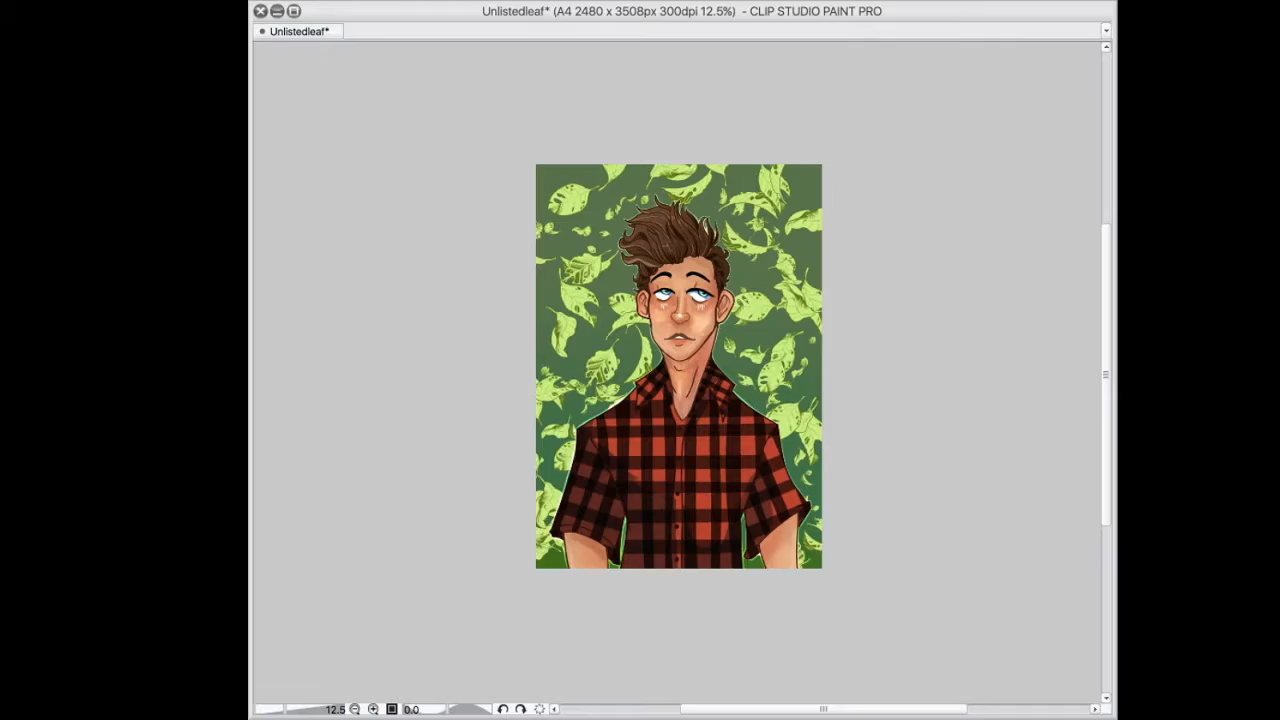 Unlistedleaf* (A4 2480 x 3508px 300dpi 12.5%) - CLIP STUDIO PAINT PRO
Unlistedleaf*
12.5
0.0